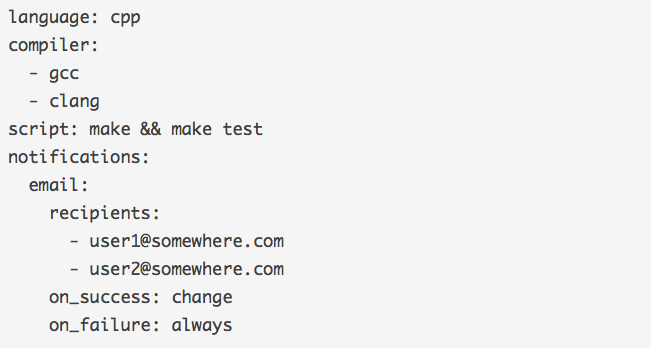 language: cpp
compiler:
  - gcc
  - clang
script: make && make test
notifications:
  email:
    recipients:
      - user1@somewhere.com
      - user2@somewhere.com
    on_success: change
    on_failure: always